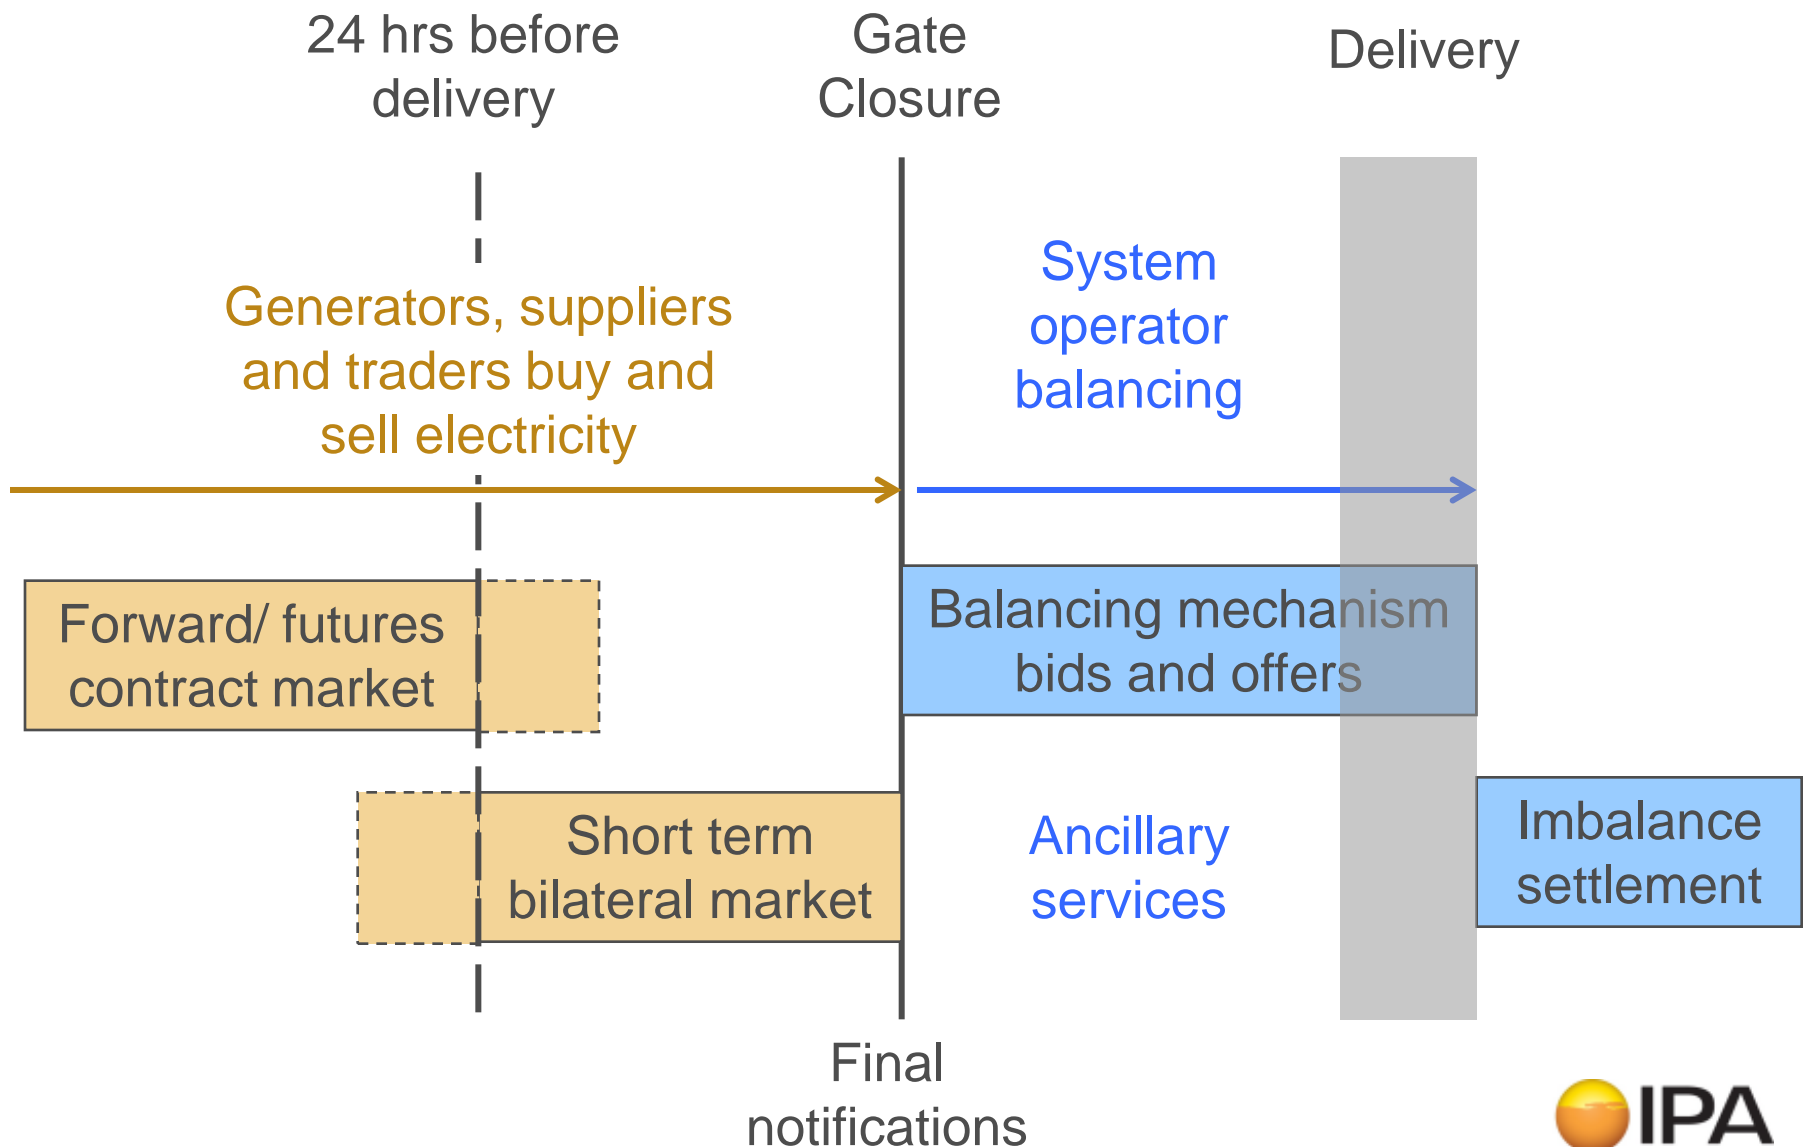 24 hrs before
delivery
Gate
Closure
Delivery
Generators, suppliers
and traders buy and
sell electricity
System
operator
balancing
Forward/ futures
contract market
Balancing mechanism
bids and offers
Short term
bilateral market
Ancillary
services
Imbalance
settlement
Final
notifications
IPA